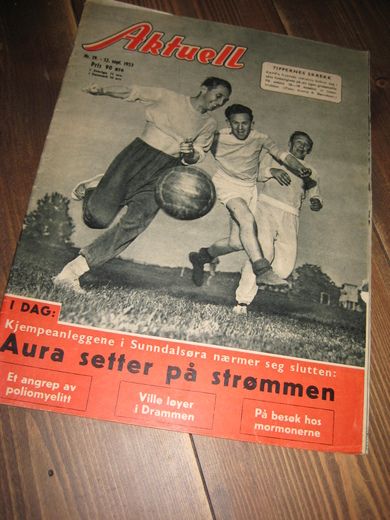 Aktuell
Nr. 19 - 12. sept. 1953
Pris 90 øre
TIPPERNES SKREKK
I DAG:
Kjempeanleggene i Sunndalsøra nærmer seg slutten:
Aura setter på strømmen
Et angrep av
poliomyelitt
Ville løyer
i Drammen
På besøk hos
mormonerne